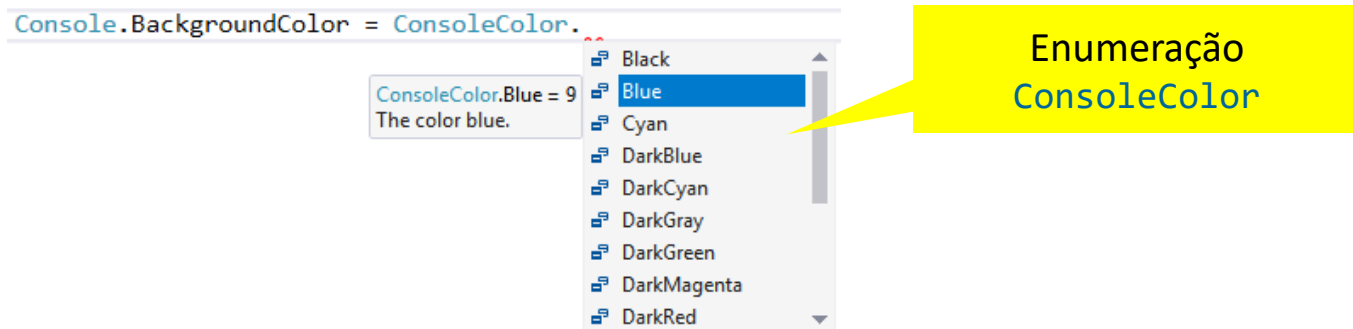 Console.BackgroundColor = ConsoleColor.
Black
Blue
ConsoleColor.Blue = 9
The color blue.
Cyan
DarkBlue
DarkCyan
DarkGray
DarkGreen
DarkMagenta
DarkRed
Enumeração
ConsoleColor